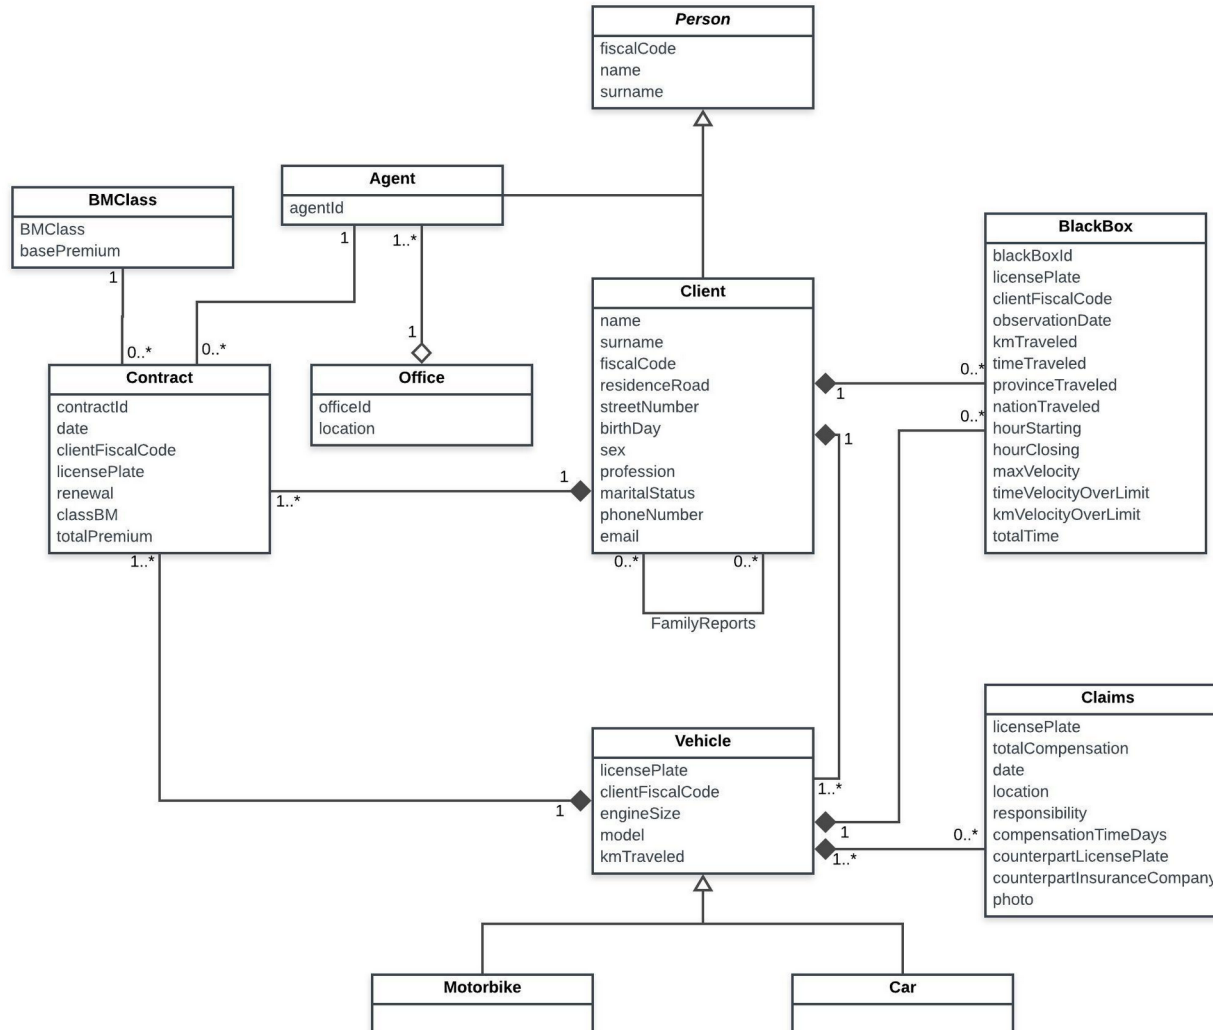 Person
fiscalCode
name
surname
Agent
agentId
BMClass
BMClass
basePremium
1
1
1..*
1
0..*
0..*
Contract
contractId
date
clientFiscalCode
licensePlate
renewal
classBM
totalPremium
1..*
1..*
1
Office
officeId
location
Client
name
surname
fiscalCode
residenceRoad
streetNumber
birthDay
sex
profession
maritalStatus
phoneNumber
email
0..*
0..*
FamilyReports
1
1
0..*
0..*
BlackBox
blackBoxId
licensePlate
clientFiscalCode
observationDate
kmTraveled
timeTraveled
provinceTraveled
nationTraveled
hourStarting
hourClosing
maxVelocity
timeVelocityOverLimit
kmVelocityOverLimit
totalTime
Vehicle
licensePlate
clientFiscalCode
engineSize
model
kmTraveled
1
1..*
1
1..*
0..*
Claims
licensePlate
totalCompensation
date
location
responsibility
compensationTimeDays
counterpartLicensePlate
counterpartInsuranceCompany
photo
Motorbike
Car